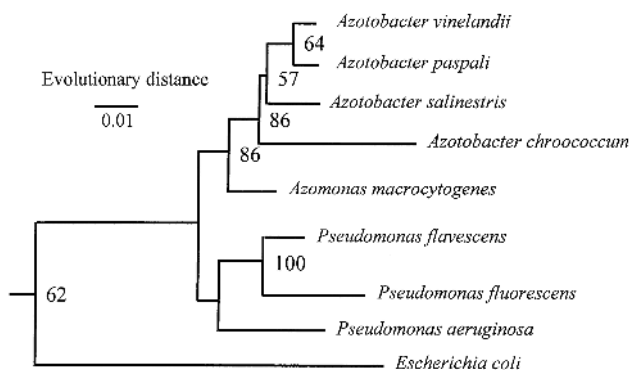 Azotobacter vinelandii
64
Azotobacter paspali
Evolutionary distance
57
0.01
Azotobacter salinestris
86
Azotobacter chroococcum
86
Azomonas macrocytogenes
Pseudomonas flavescens
100
62
Pseudomonas fluorescens
Pseudomonas aeruginosa
Escherichia coli